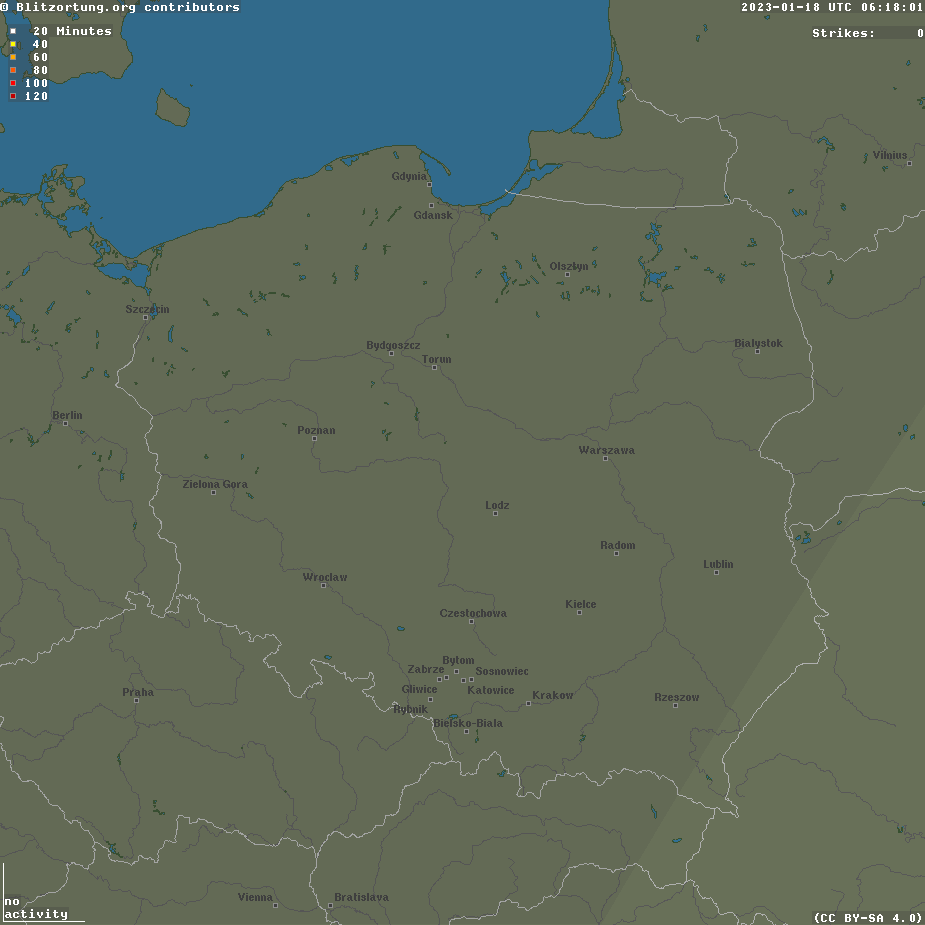 © Blitzortung.org contributors
2023-01-18 UTC 06:18:01
20 Minutes
Strikes: 0
40
60
80
100
120
Vilnius
Gdynia
Gdansk
Olsztyn
Szczecin
Bialystok
Bydgoszcz
Torun
Berlin
Poznan
Warszawa
Zielona Gora
Lodz
Radom
Lublin
Wroclaw
Kielce
Czestochowa
Bytom
Zabrze
Sosnowiec
Gliwice
Katowice
Krakow
Praha
Rzeszow
Rybnik
Bielsko-Biala
Vienna
Bratislava
no
activity
(CC BY-SA 4.0)